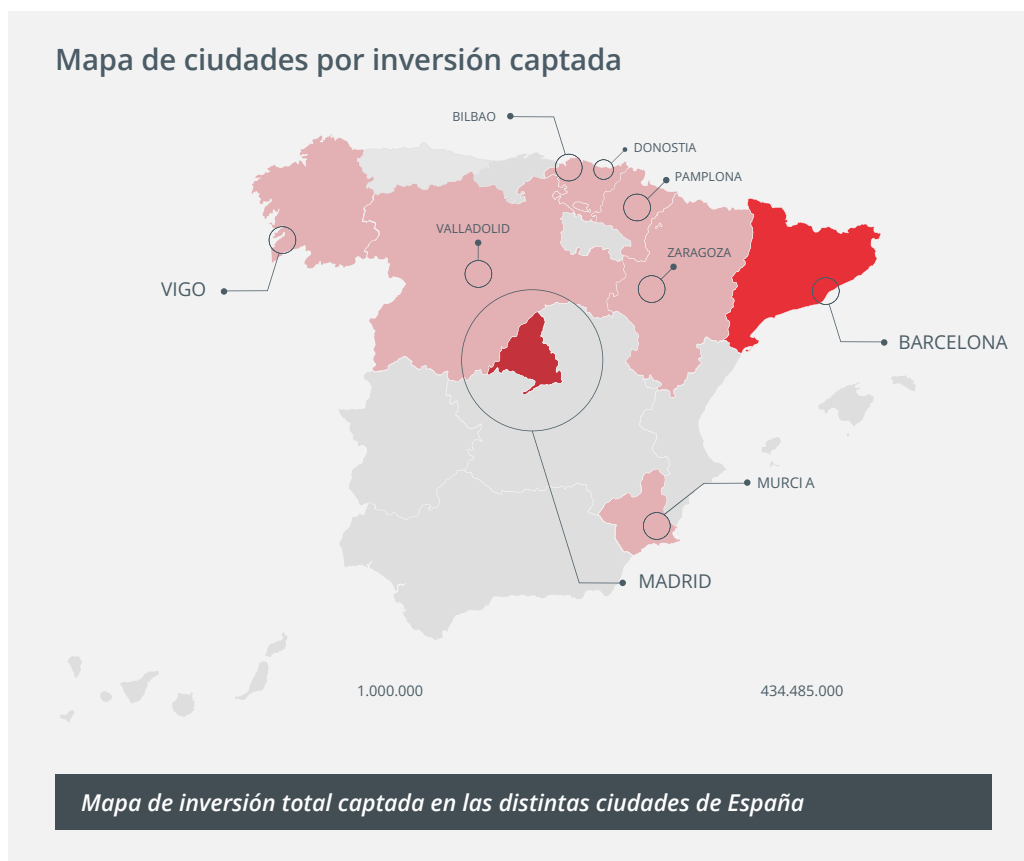 Mapa de ciudades por inversión captada
BILBAO
DONOSTIA
PAMPLONA
VALLADOLID
ZARAGOZA
VIGO
BARCELONA
MURCIA
MADRID
1.000.000
434.485.000
Mapa de inversión total captada en las distintas ciudades de España